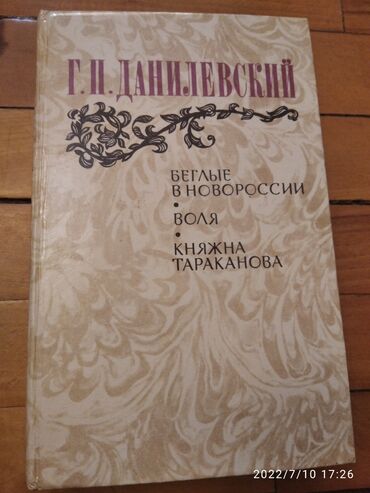 Г.П.ДАНИЛЕВСКИЙ
БЕГЛЫЕ
В НОВОРОССИИ
•
ВОЛЯ
•
КНЯЖНА
ТАРАКАНОВА
2022/7/10 17:26